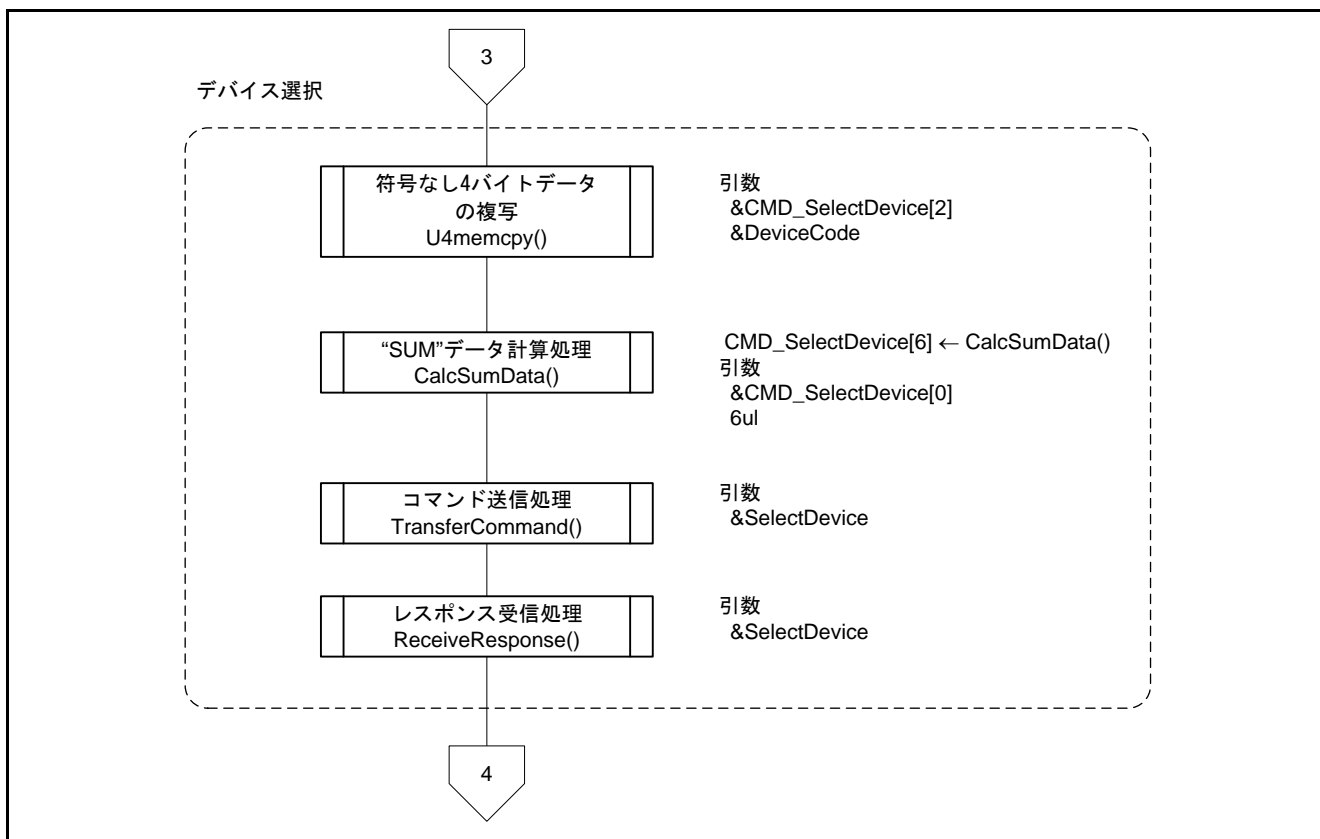 3
デバイス選択
符号なし4バイトデータ
の複写
U4memcpy()
引数
&CMD_SelectDevice[2]
&DeviceCode
“SUM”データ計算処理
CalcSumData()
CMD_SelectDevice[6] ← CalcSumData()
引数
&CMD_SelectDevice[0]
6ul
コマンド送信処理
TransferCommand()
引数
&SelectDevice
レスポンス受信処理
ReceiveResponse()
引数
&SelectDevice
4